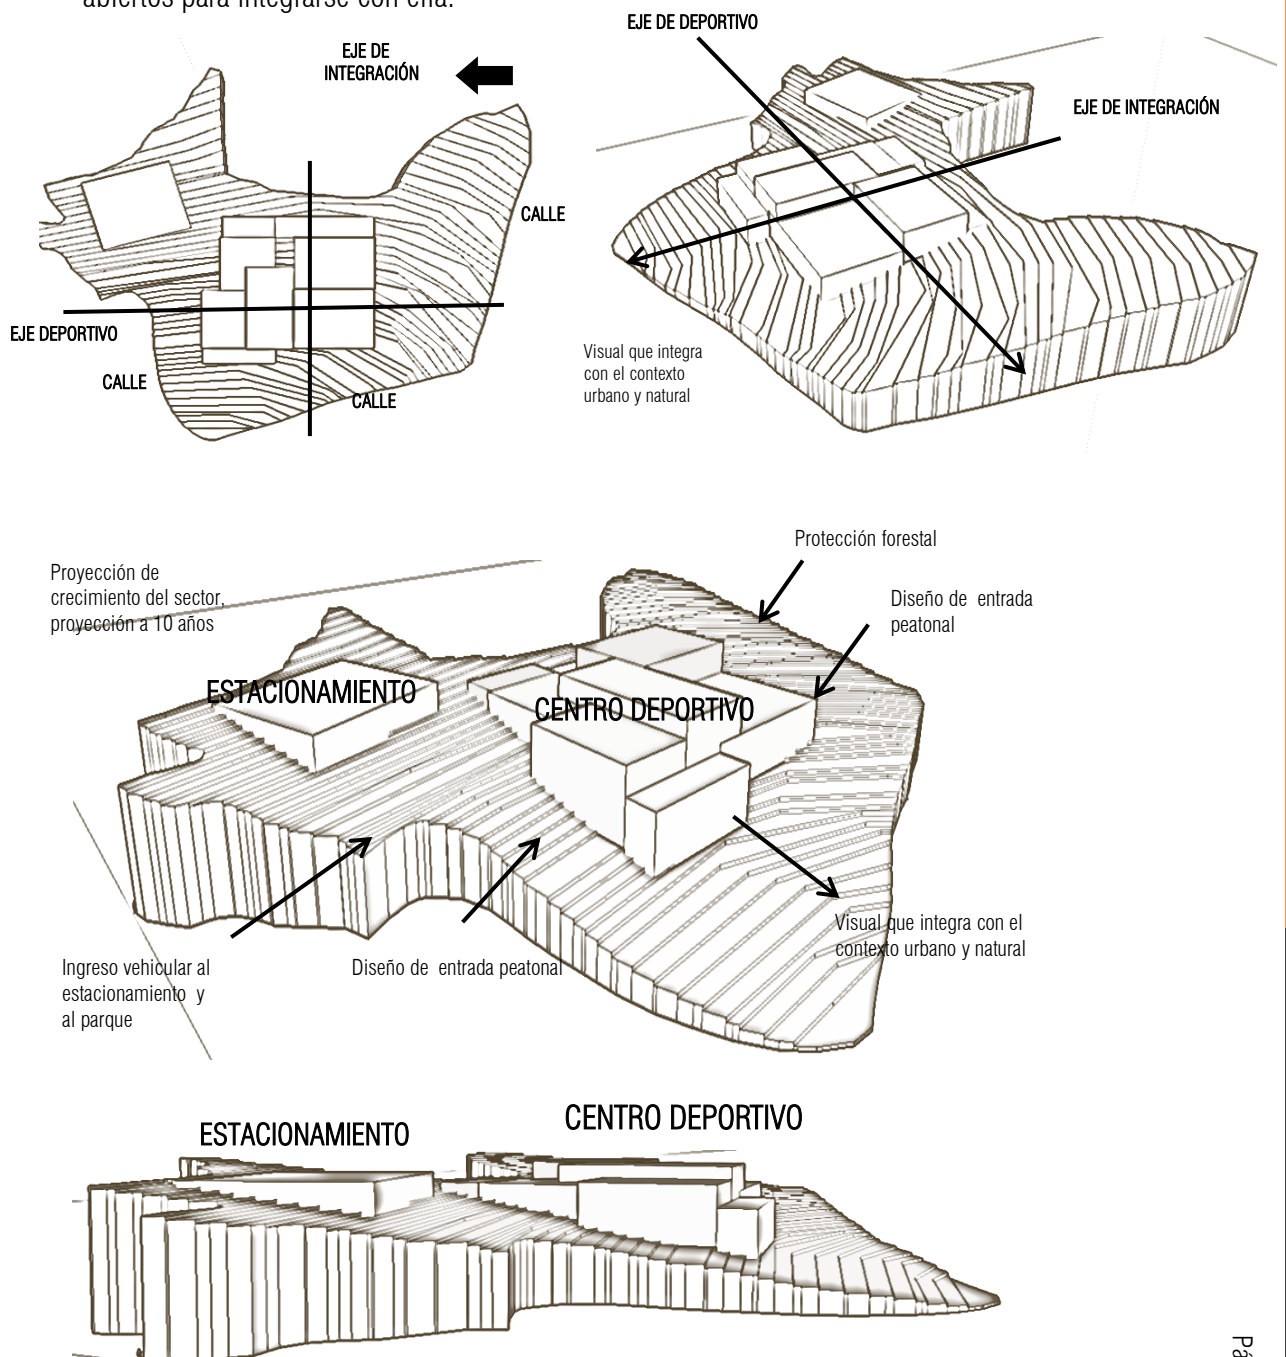 abiertos para integrarse con ella.
EJE DE
INTEGRACIÓN
CALLE
EJE DEPORTIVO
CALLE
CALLE
EJE DE DEPORTIVO
EJE DE INTEGRACIÓN
Visual que integra
con el contexto
urbano y natural
Protección forestal
Proyección de
crecimiento del sector,
proyección a 10 años
Diseño de entrada
peatonal
ESTACIONAMIENTO
CENTRO DEPORTIVO
Visual que integra con el
contexto urbano y natural
Ingreso vehicular al
estacionamiento y
al parque
Diseño de entrada peatonal
ESTACIONAMIENTO
CENTRO DEPORTIVO
Pá